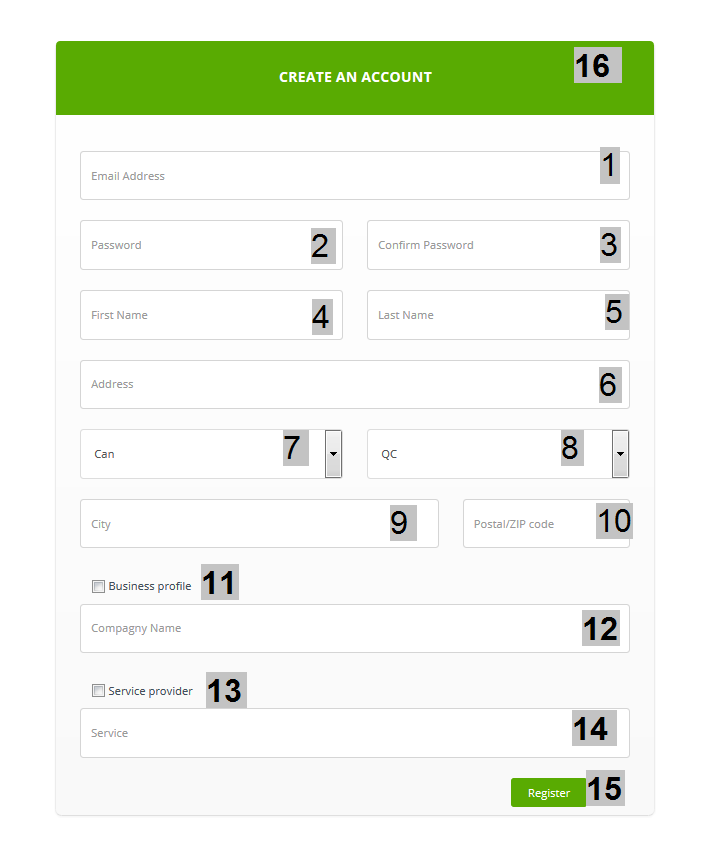 CREATE AN ACCOUNT 16
Email Address 1
Password 2 Confirm Password 3
First Name 4 Last Name 5
Address 6
Can 7 QC 8
City 9 Postal/ZIP code 10
Business profile 11
Compagny Name 12
Service provider 13
Service 14
Register 15